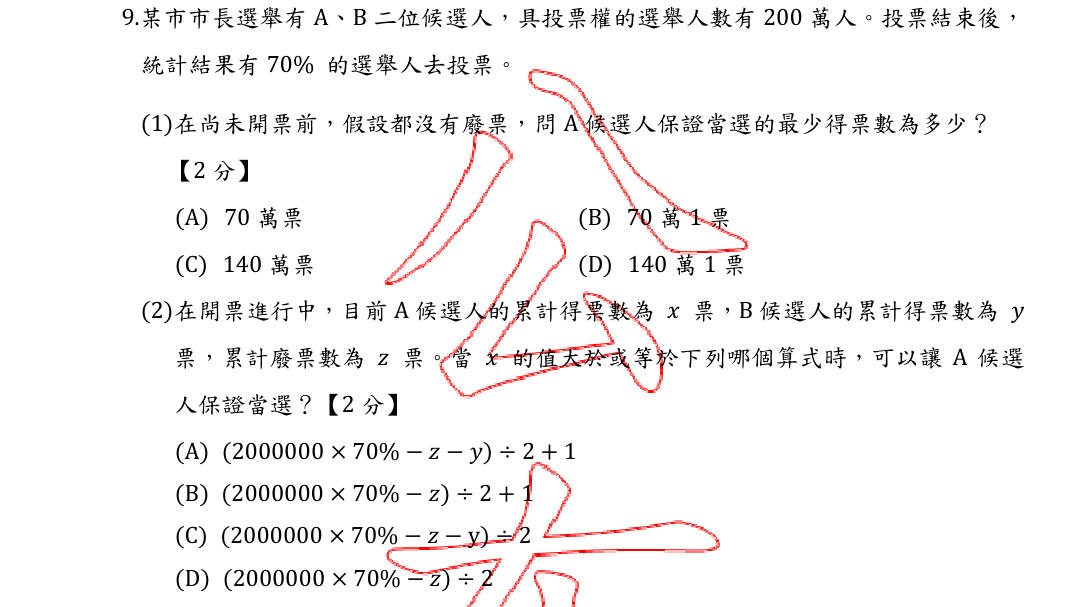 9.某市市長選舉有 A、B 二位候選人，具投票權的選舉人數有 200 萬人。投票結束後，
統計結果有 70% 的選舉人去投票。
(1)在尚未開票前，假設都沒有廢票，問 A 候選人保證當選的最少得票數為多少？
【2 分】
(A) 70 萬票 (B) 70 萬 1 票
(C) 140 萬票 (D) 140 萬 1 票
(2)在開票進行中，目前 A 候選人的累計得票數為 x 票，B 候選人的累計得票數為 y
票，累計廢票數為 z 票。當 x 的值大於或等於下列哪個算式時，可以讓 A 候選
人保證當選？【2 分】
(A) (2000000 × 70% − z − y) ÷ 2 + 1
(B) (2000000 × 70% − z) ÷ 2 + 1
(C) (2000000 × 70% − z − y) ÷ 2
(D) (2000000 × 70% − z) ÷ 2
公